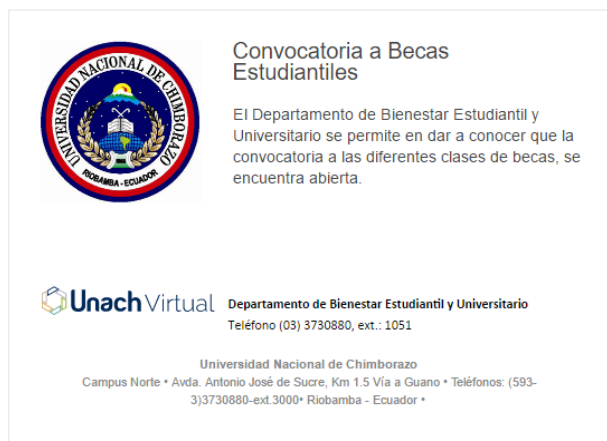 Convocatoria a Becas
Estudiantiles
UNIVERSIDAD NACIONAL DE CHIMBORAZO
RIOBAMBA - ECUADOR
El Departamento de Bienestar Estudiantil y
Universitario se permite en dar a conocer que la
convocatoria a las diferentes clases de becas, se
encuentra abierta.
Unach Virtual
Departamento de Bienestar Estudiantil y Universitario
Teléfono (03) 3730880, ext.: 1051
Universidad Nacional de Chimborazo
Campus Norte • Avda. Antonio José de Sucre, Km 1.5 Vía a Guano • Teléfonos: (593-
3)3730880-ext.3000• Riobamba - Ecuador •